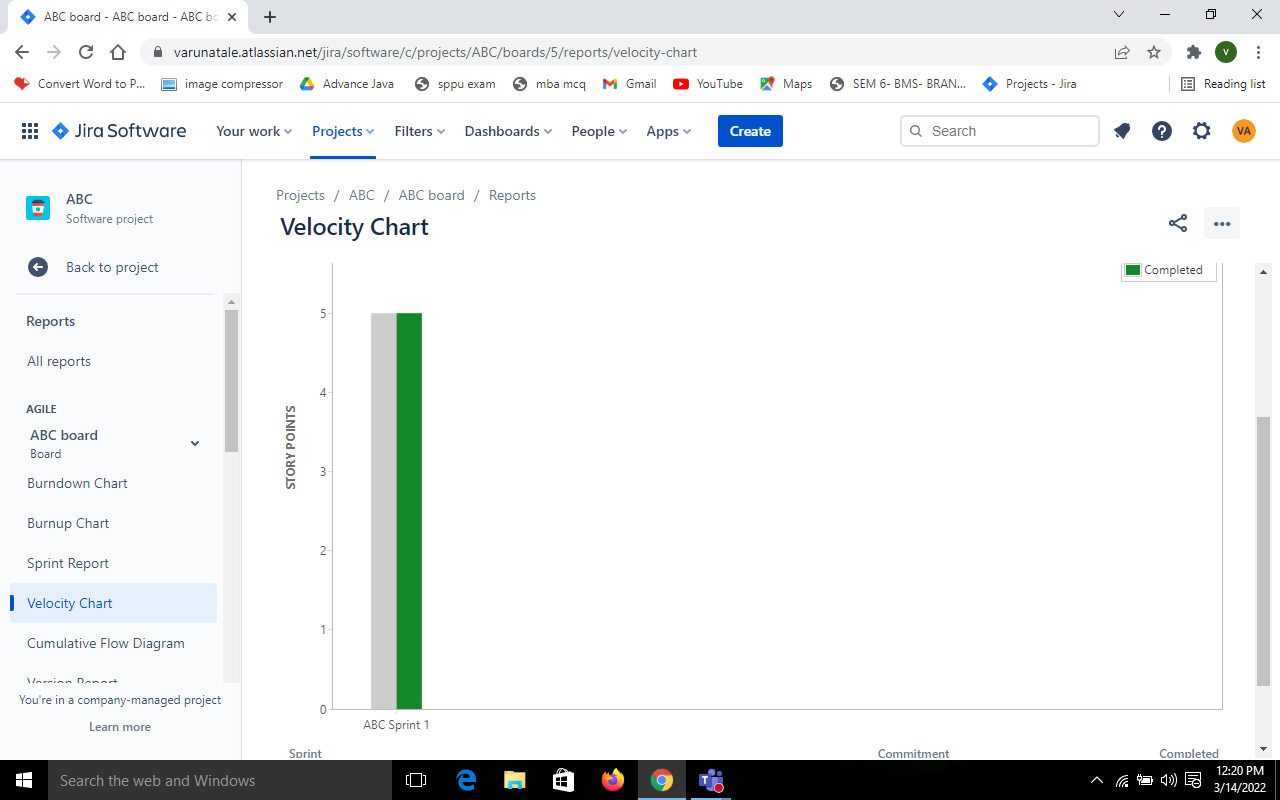 ABC board - ABC board - ABC bo
varunatale.atlassian.net/jira/software/c/projects/ABC/boards/5/reports/velocity-chart
V
Convert Word to P... image compressor Advance Java sppu exam mba mcq Gmail YouTube Maps SEM 6- BMS- BRAN... Projects - Jira Reading list
Jira Software Your work Projects Filters Dashboards People Apps Create Search VA
ABC
Software project
Back to project
Reports
All reports
AGILE
ABC board
Board
Burndown Chart
Burnup Chart
Sprint Report
Velocity Chart
Cumulative Flow Diagram
Version Report
You're in a company-managed project
Learn more
Projects / ABC / ABC board / Reports
Velocity Chart
Completed
STORY POINTS
5
4
3
2
1
0
ABC Sprint 1
Sprint Commitment Completed
Search the web and Windows
12:20 PM
3/14/2022